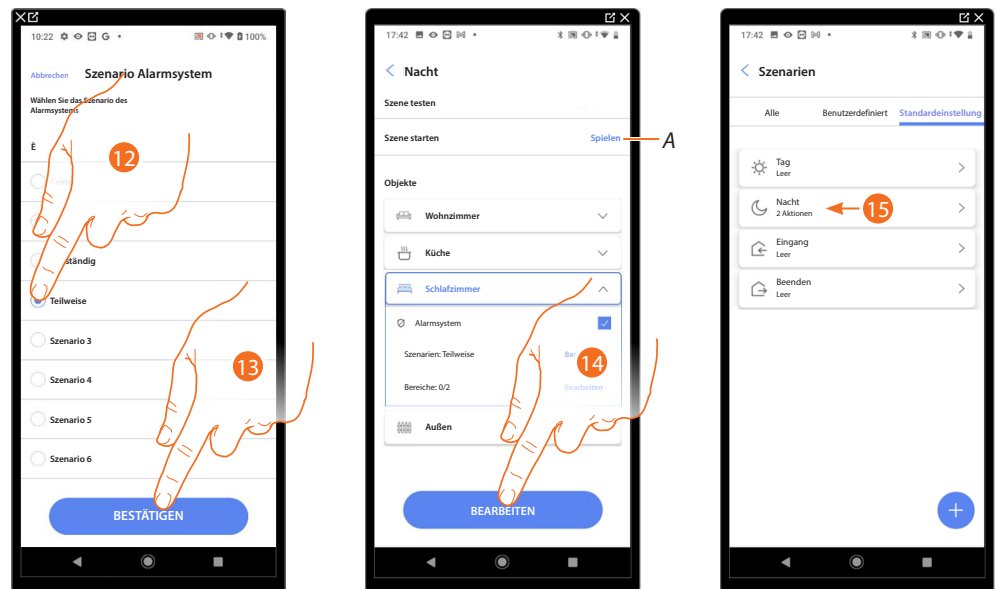 10:22 G 100%
Abbrechen Szenario Alarmsystem
Wählen Sie das Szenario des
Alarmsystems
È
12
ständig
Teilweise
Szenario 3
13
Szenario 4
Szenario 5
Szenario 6
BESTÄTIGEN
17:42
Nacht
Szene testen
Szene starten Spielen A
Objekte
Wohnzimmer
Küche
Schlafzimmer
Alarmsystem
Szenarien: Teilweise
14
Bereiche: 0/2 Bearbeiten
Außen
BEARBEITEN
17:42
Szenarien
Alle Benutzerdefiniert Standardeinstellung
Tag
Leer
Nacht
2 Aktionen 15
Eingang
Leer
Beenden
Leer
+